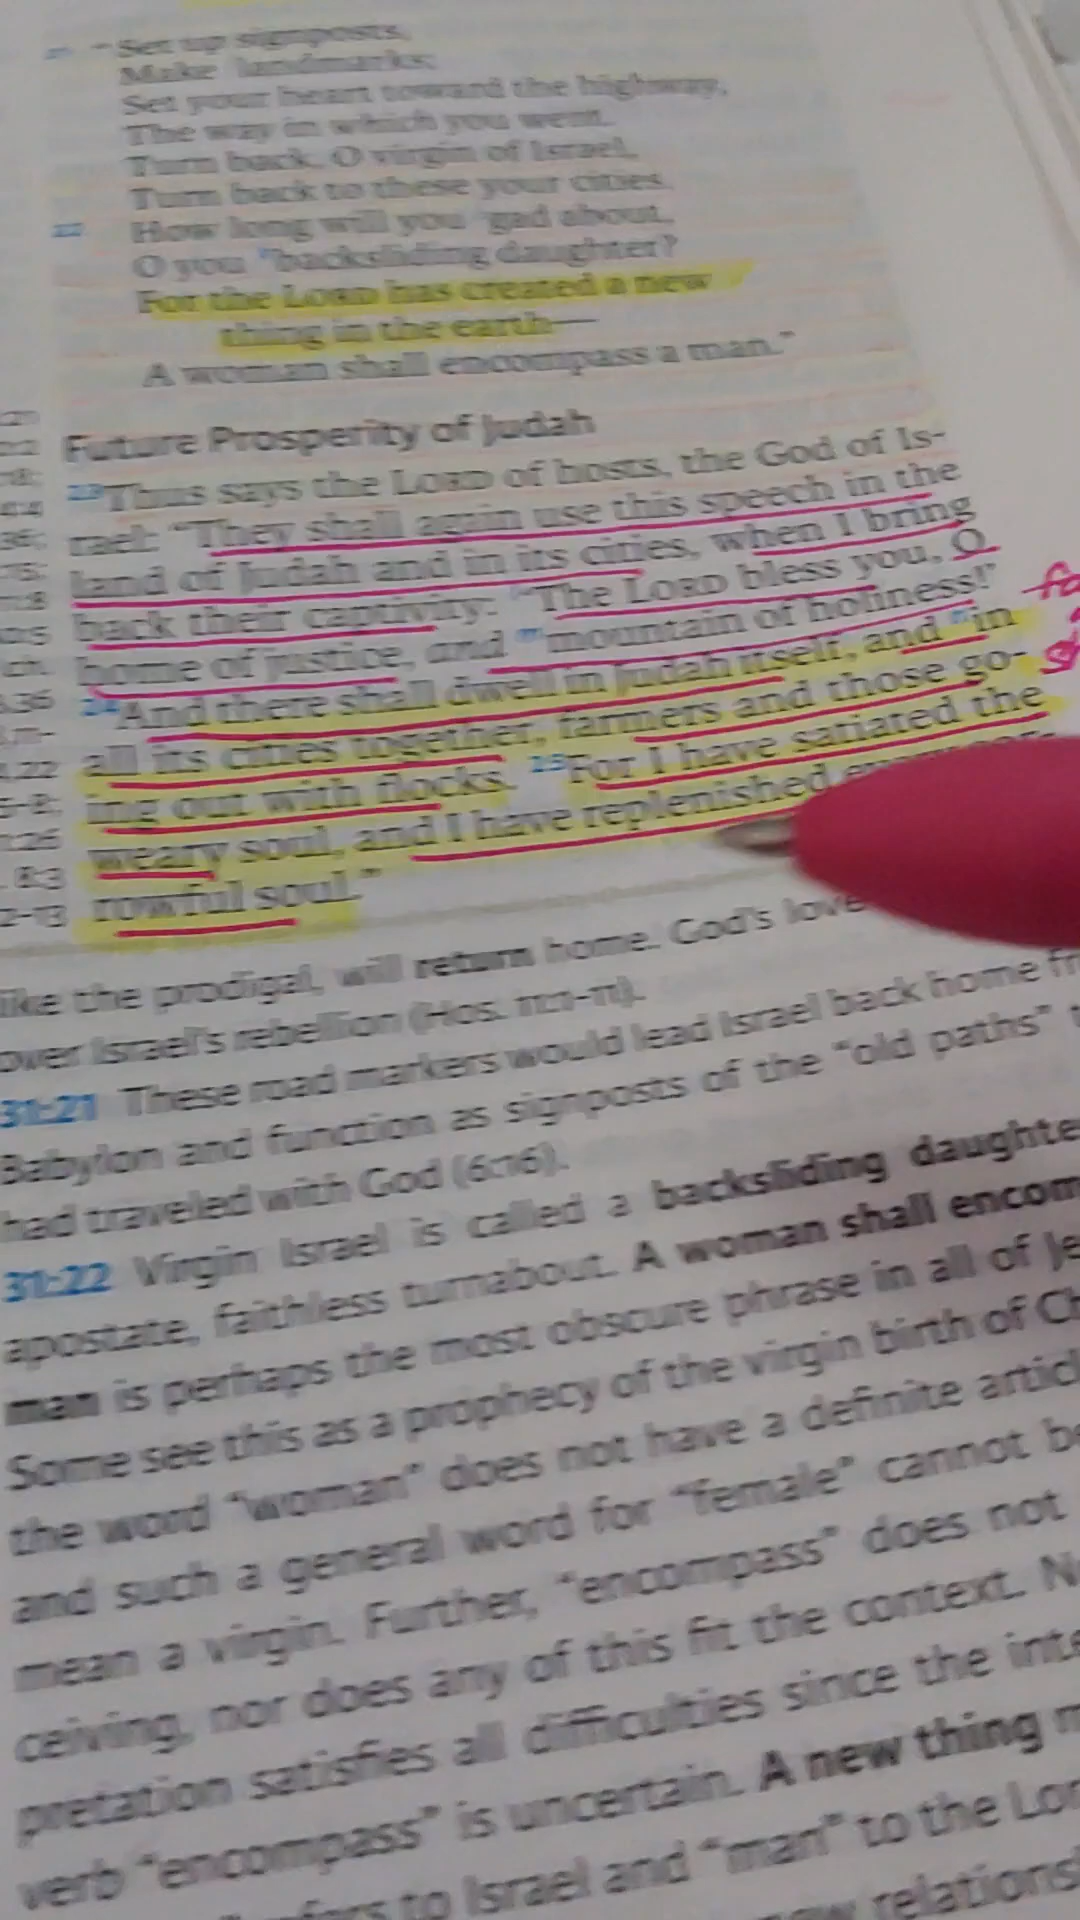 21 "Set up signposts,
Make landmarks;
Set your heart toward the highway,
The way in which you went.
Turn back, O virgin of Israel,
Turn back to these your cities.
22 How long will you gad about,
O you backsliding daughter?
For the LORD has created a new
thing in the earth—
A woman shall encompass a man."
Future Prosperity of Judah
23 Thus says the LORD of hosts, the God of Is-
rael: "They shall again use this speech in the
land of Judah and in its cities, when I bring
back their captivity: 'The LORD bless you, O
home of justice, and mountain of holiness!'
24 And there shall dwell in Judah itself, and in
all its cities together, farmers and those go-
ing out with flocks. 25 For I have satiated the
weary soul, and I have replenished
rowful soul."
like the prodigal, will return home. God's love
over Israel's rebellion (Hos. 11:1–11).
31:21 These road markers would lead Israel back home
Babylon and function as signposts of the "old paths"
had traveled with God (6:16).
31:22 Virgin Israel is called a backsliding daughte
apostate, faithless turnabout. A woman shall encom
man is perhaps the most obscure phrase in all of Je
Some see this as a prophecy of the virgin birth of Ch
the word "woman" does not have a definite articl
and such a general word for "female" cannot be
mean a virgin. Further, "encompass" does not
ceiving, nor does any of this fit the context. N
pretation satisfies all difficulties since the inte
verb "encompass" is uncertain. A new thing m
to Israel and "man" to the Lor
new relations